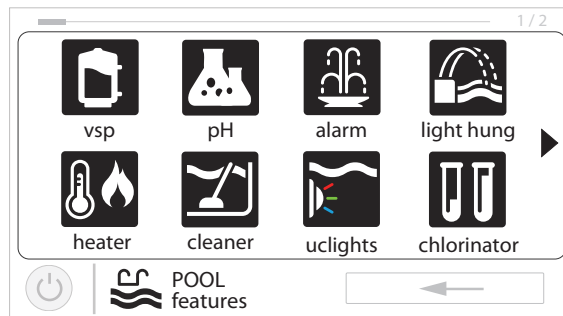 1 / 2
vsp pH alarm light hung
heater cleaner uclights chlorinator
POOL
features